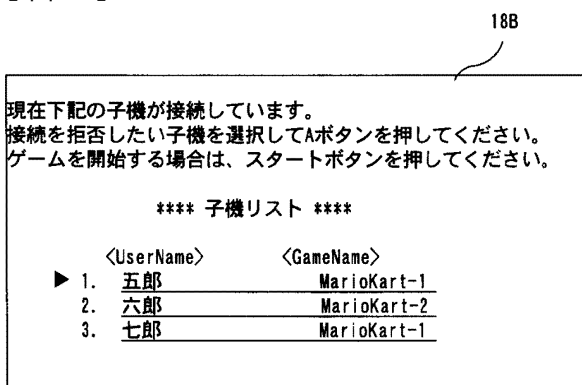 18B
現在下記の子機が接続しています。
接続を拒否したい子機を選択してAボタンを押してください。
ゲームを開始する場合は、スタートボタンを押してください。
**** 子機リスト ****
〈UserName〉 〈GameName〉
▶ 1. 五郎 MarioKart-1
2. 六郎 MarioKart-2
3. 七郎 MarioKart-1